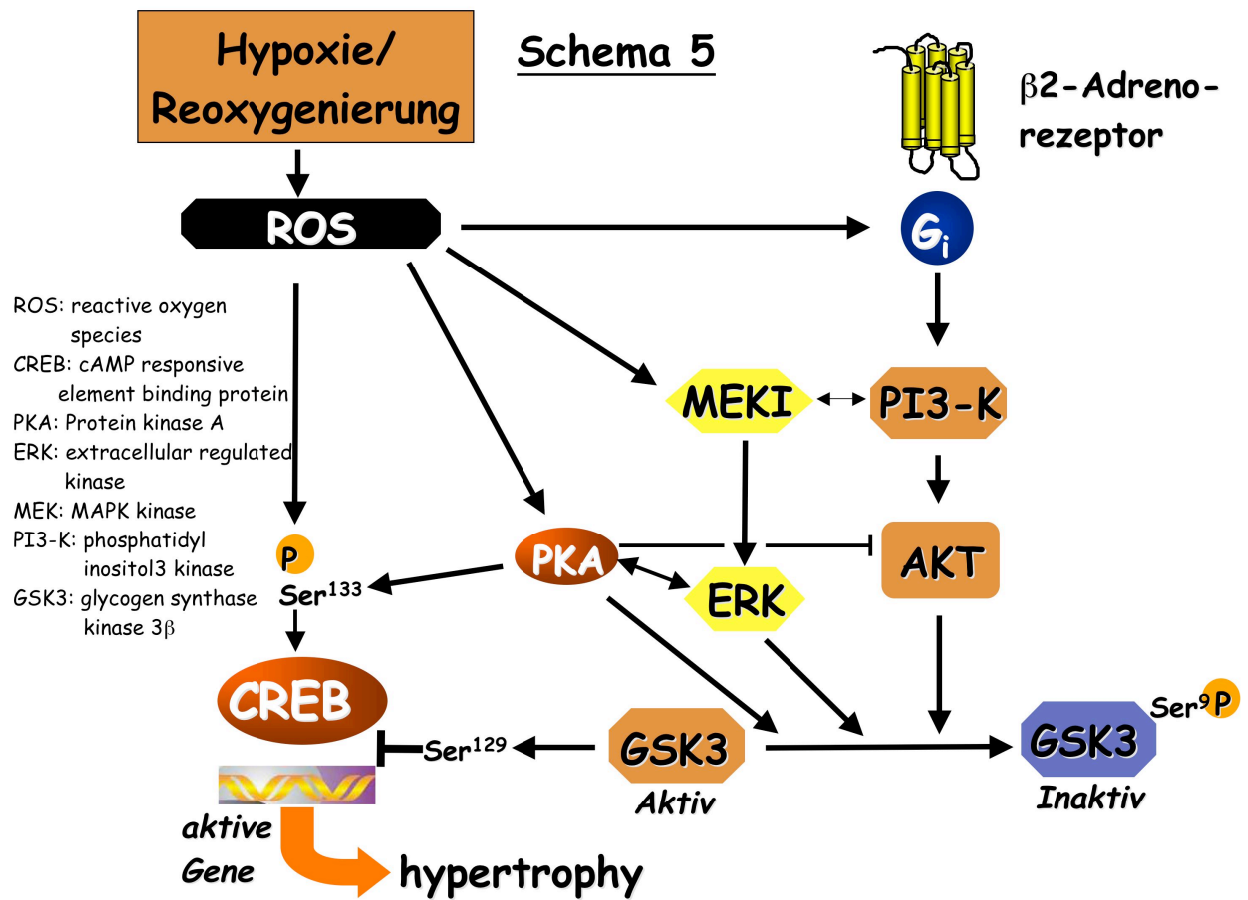 Hypoxie/
Reoxygenierung
Schema 5
β2-Adreno-
rezeptor
ROS
Gi
ROS: reactive oxygen
species
CREB: cAMP responsive
element binding protein
PKA: Protein kinase A
ERK: extracellular regulated
kinase
MEK: MAPK kinase
PI3-K: phosphatidyl
inositol3 kinase
GSK3: glycogen synthase
kinase 3β
MEKI
PI3-K
P
Ser133
PKA
ERK
AKT
CREB
Ser129
GSK3
Aktiv
GSK3
Ser9 P
Inaktiv
aktive
Gene
hypertrophy